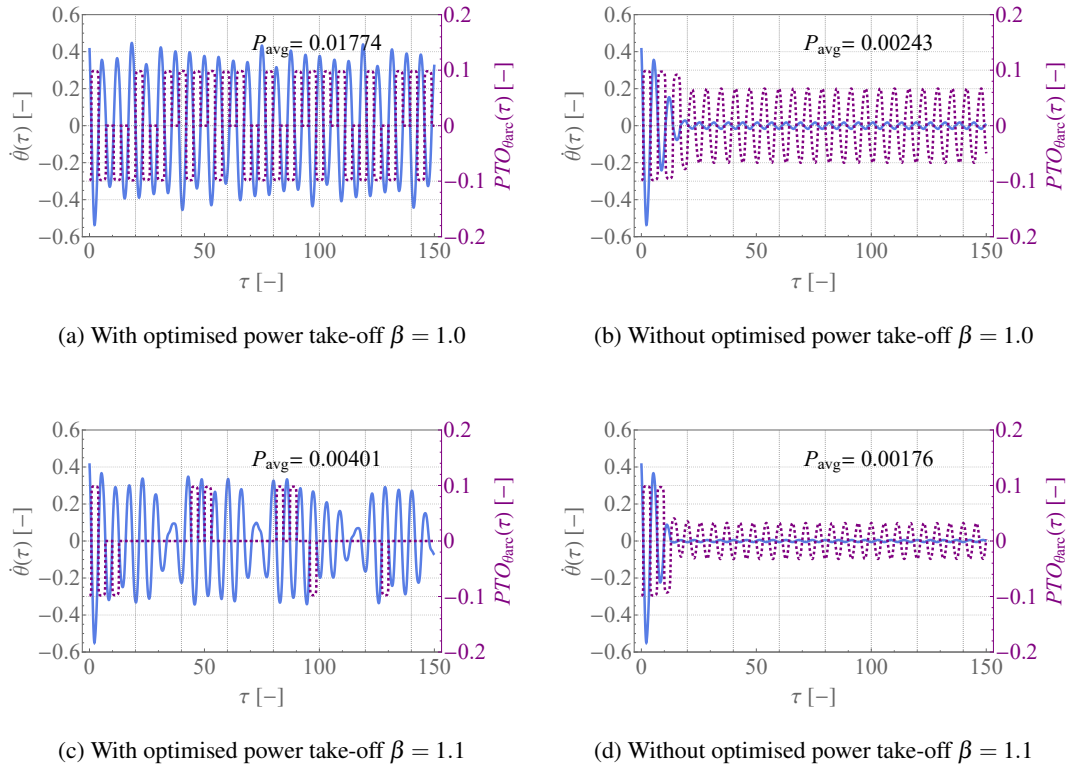 0.6
0.4
0.2
0
−0.2
−0.4
−0.6
θ̇(τ) [−]
P_avg= 0.01774
0.2
0.1
0
−0.1
−0.2
PTO_θarc(τ) [−]
0 50 100 150
τ [−]
(a) With optimised power take-off β = 1.0
0.6
0.4
0.2
0
−0.2
−0.4
−0.6
θ̇(τ) [−]
P_avg= 0.00243
0.2
0.1
0
−0.1
−0.2
PTO_θarc(τ) [−]
0 50 100 150
τ [−]
(b) Without optimised power take-off β = 1.0
0.6
0.4
0.2
0
−0.2
−0.4
−0.6
θ̇(τ) [−]
P_avg= 0.00401
0.2
0.1
0
−0.1
−0.2
PTO_θarc(τ) [−]
0 50 100 150
τ [−]
(c) With optimised power take-off β = 1.1
0.6
0.4
0.2
0
−0.2
−0.4
−0.6
θ̇(τ) [−]
P_avg= 0.00176
0.2
0.1
0
−0.1
−0.2
PTO_θarc(τ) [−]
0 50 100 150
τ [−]
(d) Without optimised power take-off β = 1.1